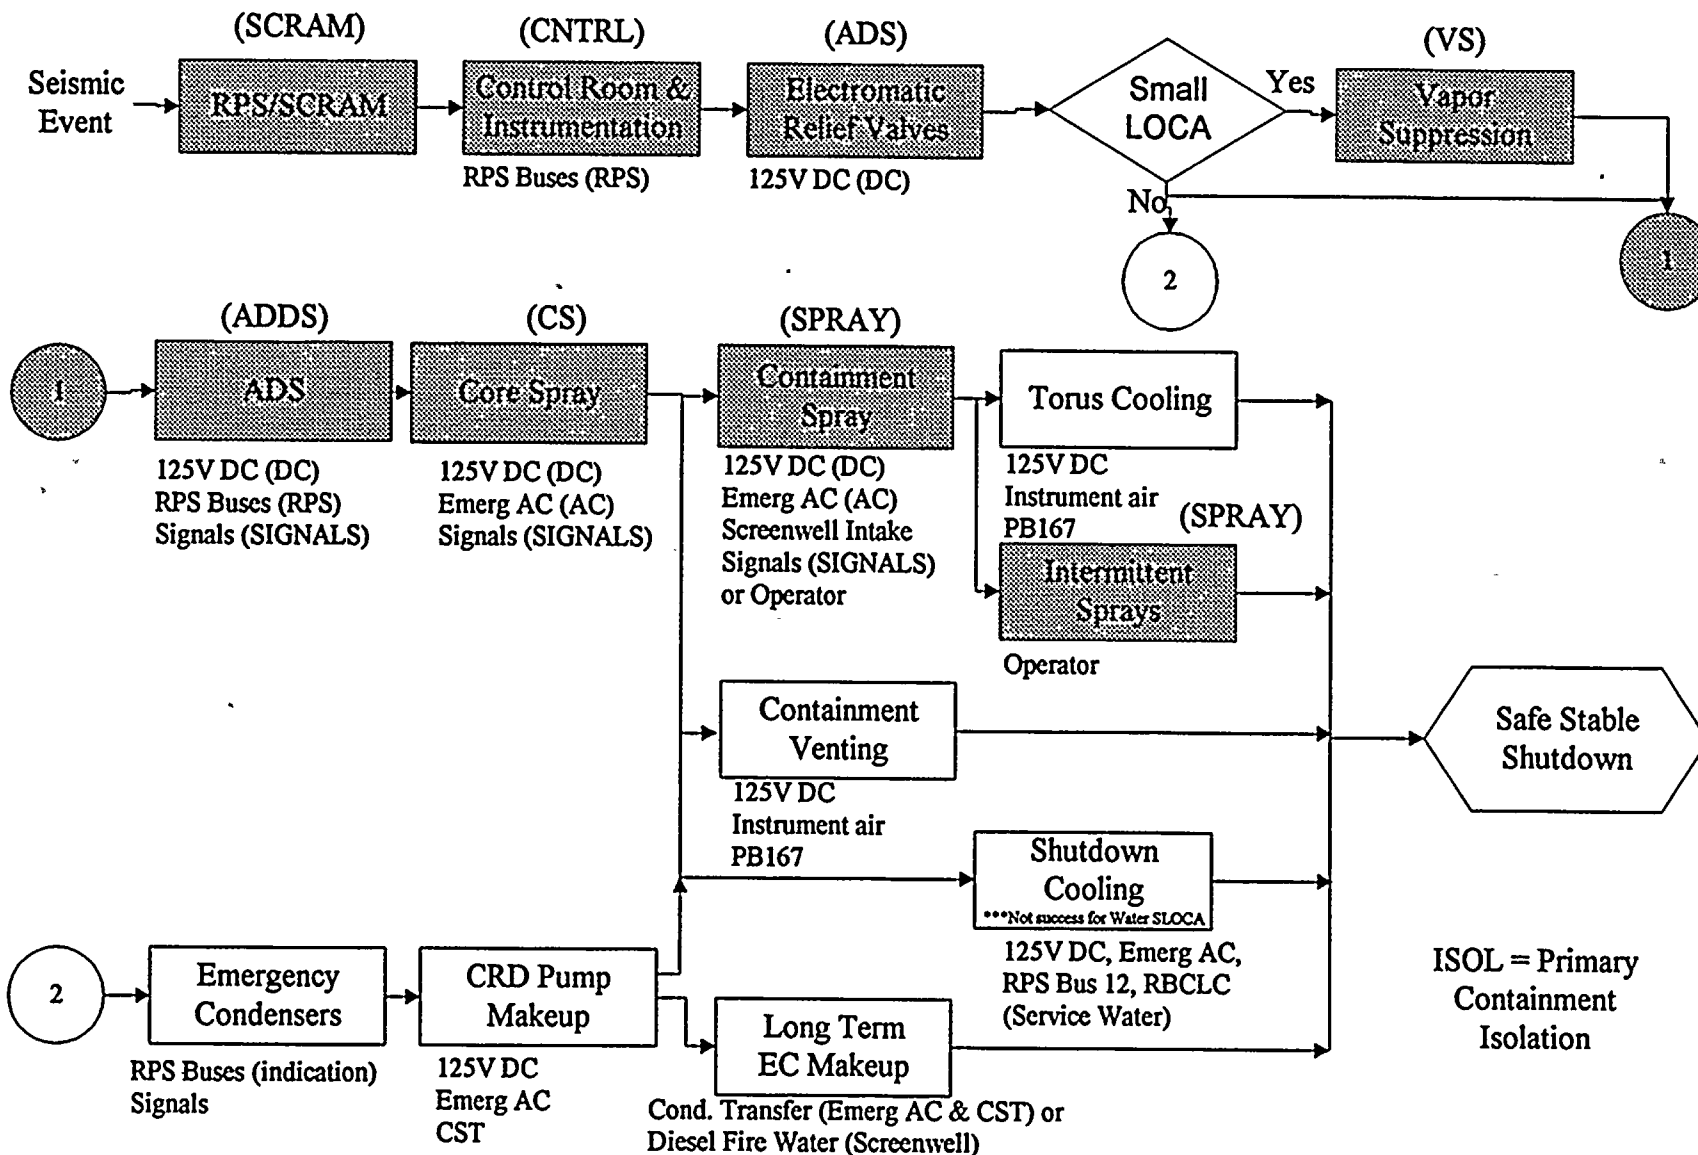 (SCRAM)
(CNTRL)
(ADS)
(VS)
Seismic
Event
RPS/SCRAM
Control Room &
Instrumentation
RPS Buses (RPS)
Electromatic
Relief Valves
125V DC (DC)
Small
LOCA
Yes
No
Vapor
Suppression
1
2
(ADDS)
(CS)
(SPRAY)
1
ADS
125V DC (DC)
RPS Buses (RPS)
Signals (SIGNALS)
Core Spray
125V DC (DC)
Emerg AC (AC)
Signals (SIGNALS)
Containment
Spray
125V DC (DC)
Emerg AC (AC)
Screenwell Intake
Signals (SIGNALS)
or Operator
Torus Cooling
125V DC
Instrument air
PB167
(SPRAY)
Intermittent
Sprays
Operator
Containment
Venting
125V DC
Instrument air
PB167
Safe Stable
Shutdown
Shutdown
Cooling
***Not success for Water SLOCA
125V DC, Emerg AC,
RPS Bus 12, RBCLC
(Service Water)
2
Emergency
Condensers
RPS Buses (indication)
Signals
CRD Pump
Makeup
125V DC
Emerg AC
CST
Long Term
EC Makeup
Cond. Transfer (Emerg AC & CST) or
Diesel Fire Water (Screenwell)
ISOL = Primary
Containment
Isolation